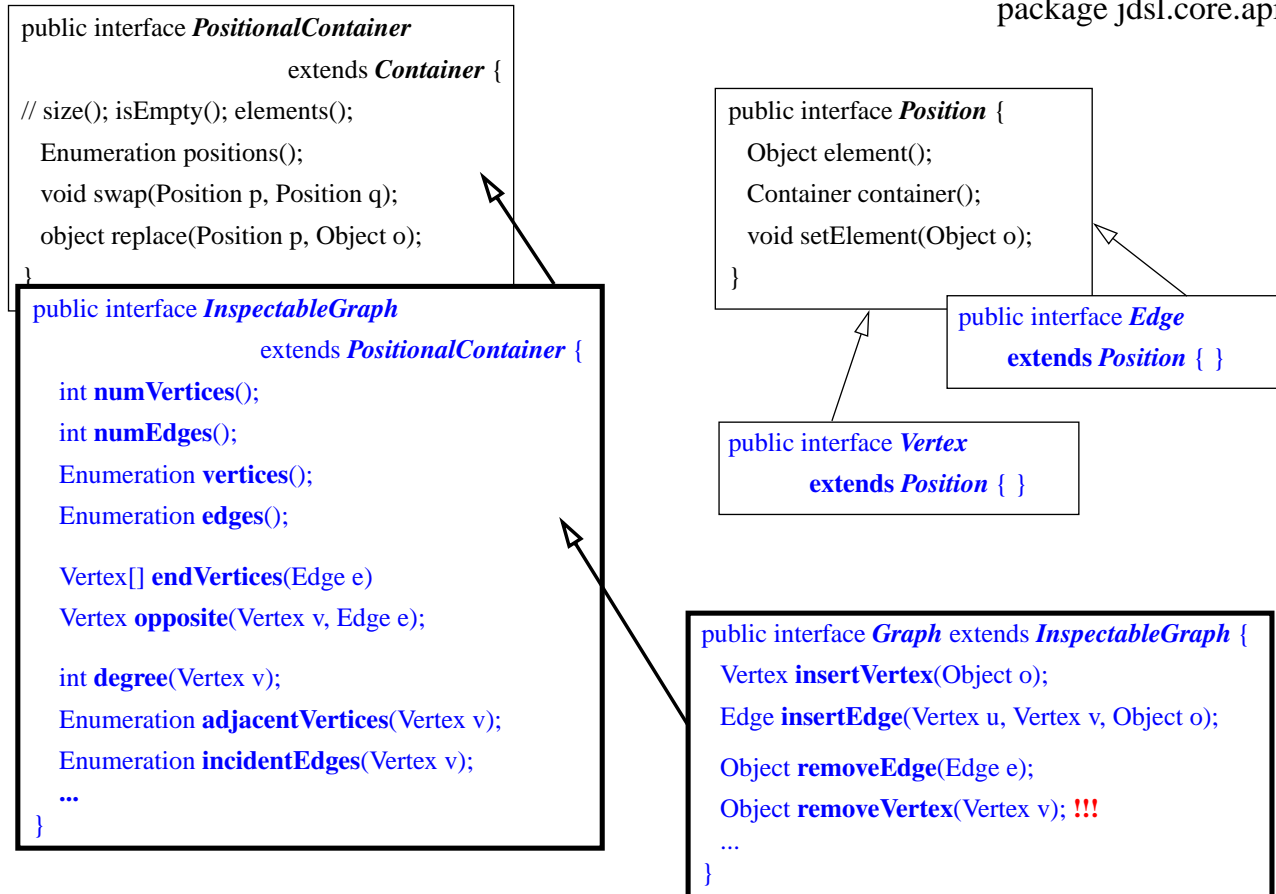 package jdsl.core.api
public interface PositionalContainer
extends Container {
// size(); isEmpty(); elements();
Enumeration positions();
void swap(Position p, Position q);
object replace(Position p, Object o);
}
public interface InspectableGraph
extends PositionalContainer {
int numVertices();
int numEdges();
Enumeration vertices();
Enumeration edges();
Vertex[] endVertices(Edge e)
Vertex opposite(Vertex v, Edge e);
int degree(Vertex v);
Enumeration adjacentVertices(Vertex v);
Enumeration incidentEdges(Vertex v);
...
}
public interface Position {
Object element();
Container container();
void setElement(Object o);
}
public interface Edge
extends Position { }
public interface Vertex
extends Position { }
public interface Graph extends InspectableGraph {
Vertex insertVertex(Object o);
Edge insertEdge(Vertex u, Vertex v, Object o);
Object removeEdge(Edge e);
Object removeVertex(Vertex v); !!!
...
}